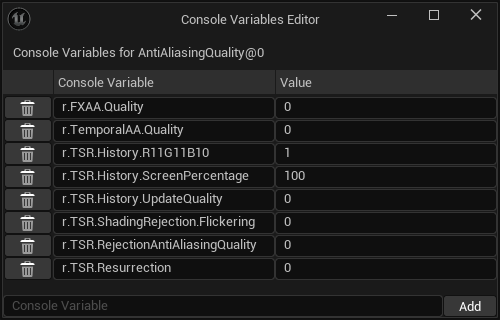 Console Variables Editor
Console Variables for AntiAliasingQuality@0
Console Variable Value
r.FXAA.Quality 0
r.TemporalAA.Quality 0
r.TSR.History.R11G11B10 1
r.TSR.History.ScreenPercentage 100
r.TSR.History.UpdateQuality 0
r.TSR.ShadingRejection.Flickering 0
r.TSR.RejectionAntiAliasingQuality 0
r.TSR.Resurrection 0
Console Variable Add